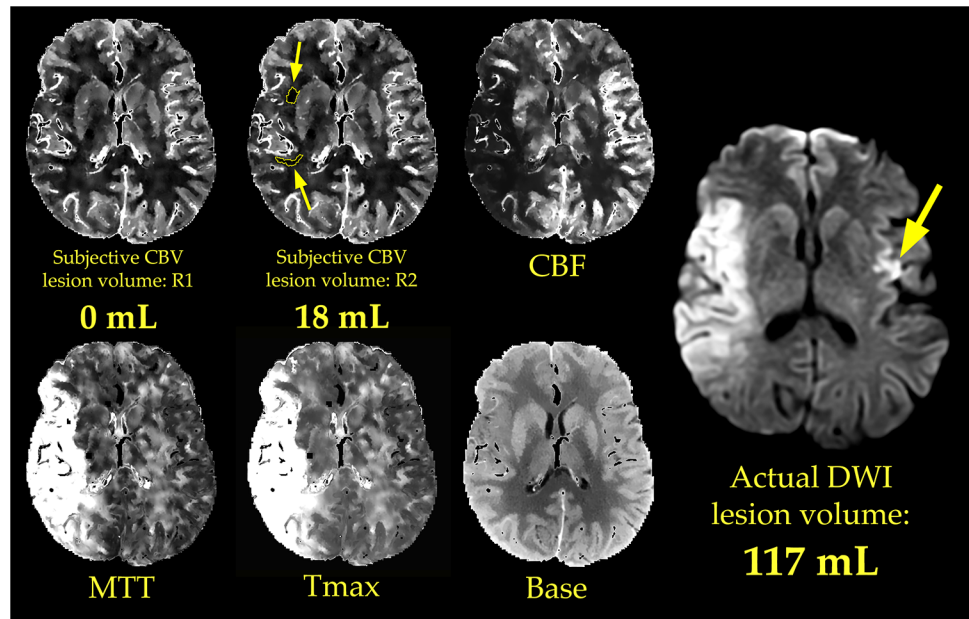 Subjective CBV
lesion volume: R1
0 mL
Subjective CBV
lesion volume: R2
18 mL
CBF
MTT
Tmax
Base
Actual DWI
lesion volume:
117 mL